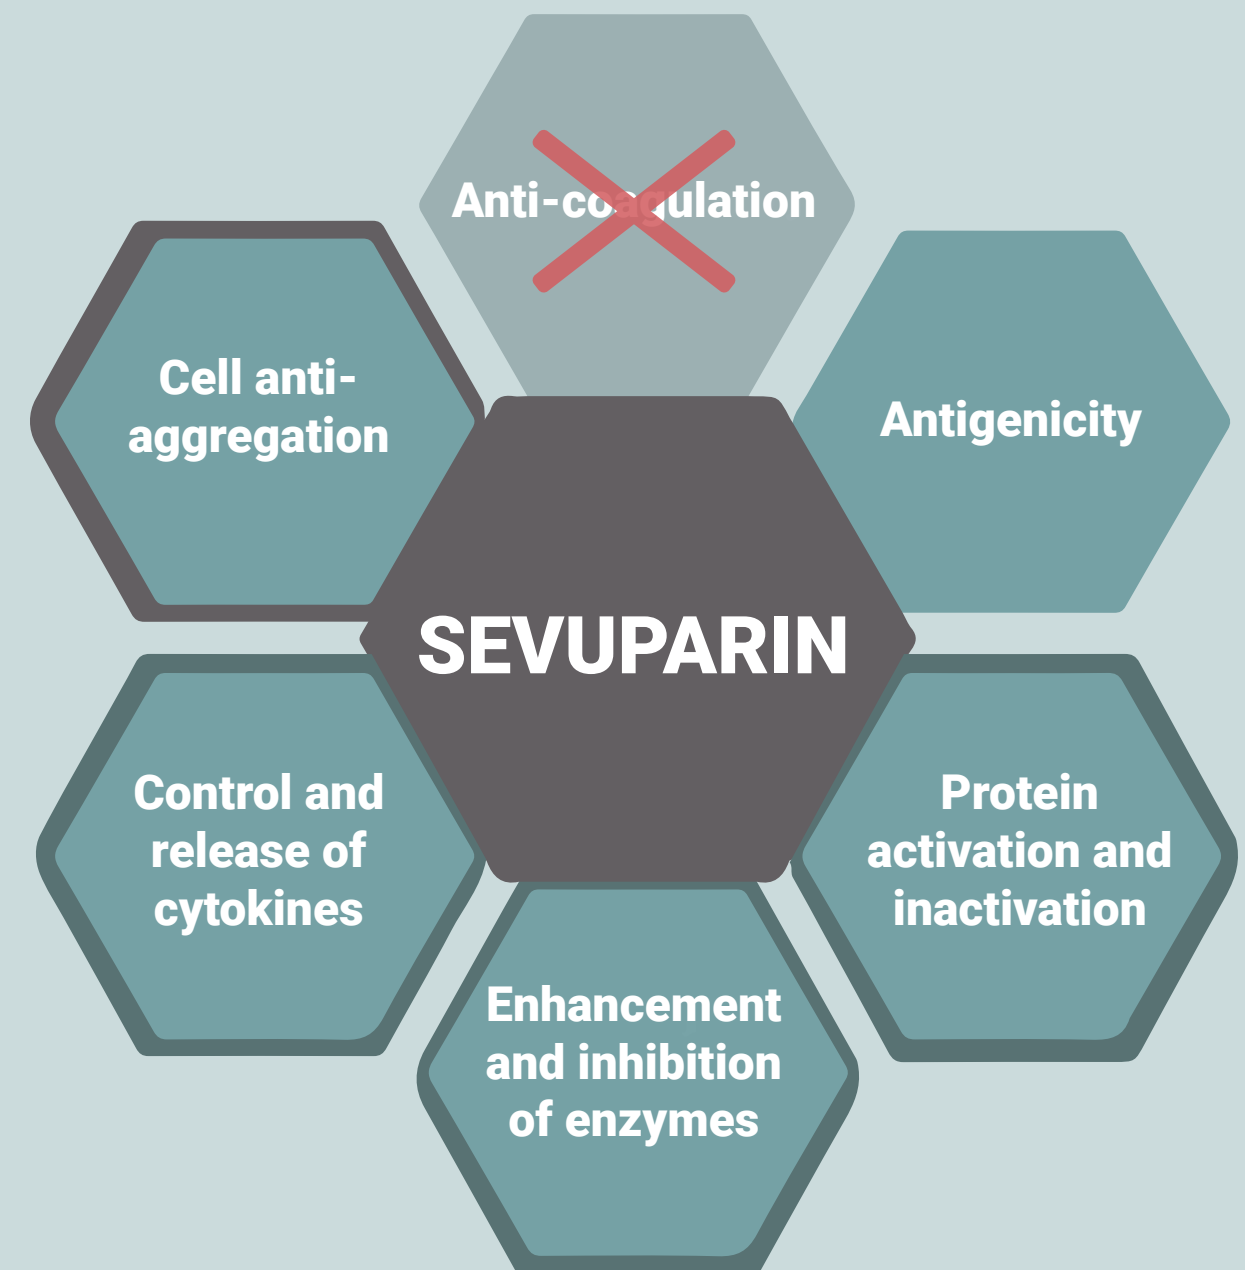 Anti-coagulation
Cell anti-
aggregation
Antigenicity
SEVUPARIN
Control and
release of
cytokines
Protein
activation and
inactivation
Enhancement
and inhibition
of enzymes